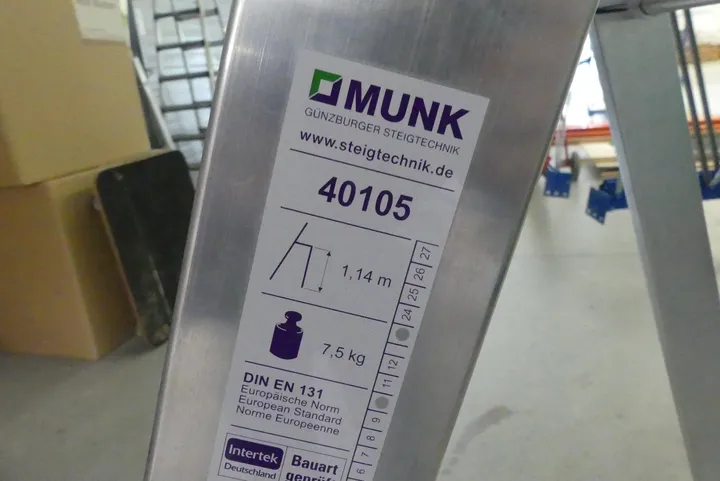 MUNK
GÜNZBURGER STEIGTECHNIK
www.steigtechnik.de
40105
1,14 m
7,5 kg
DIN EN 131
Europäische Norm
European Standard
Norme Europeenne
Intertek
Deutschland
Bauart
geprüft
27
26
25
24
12
11
9
8
7
6